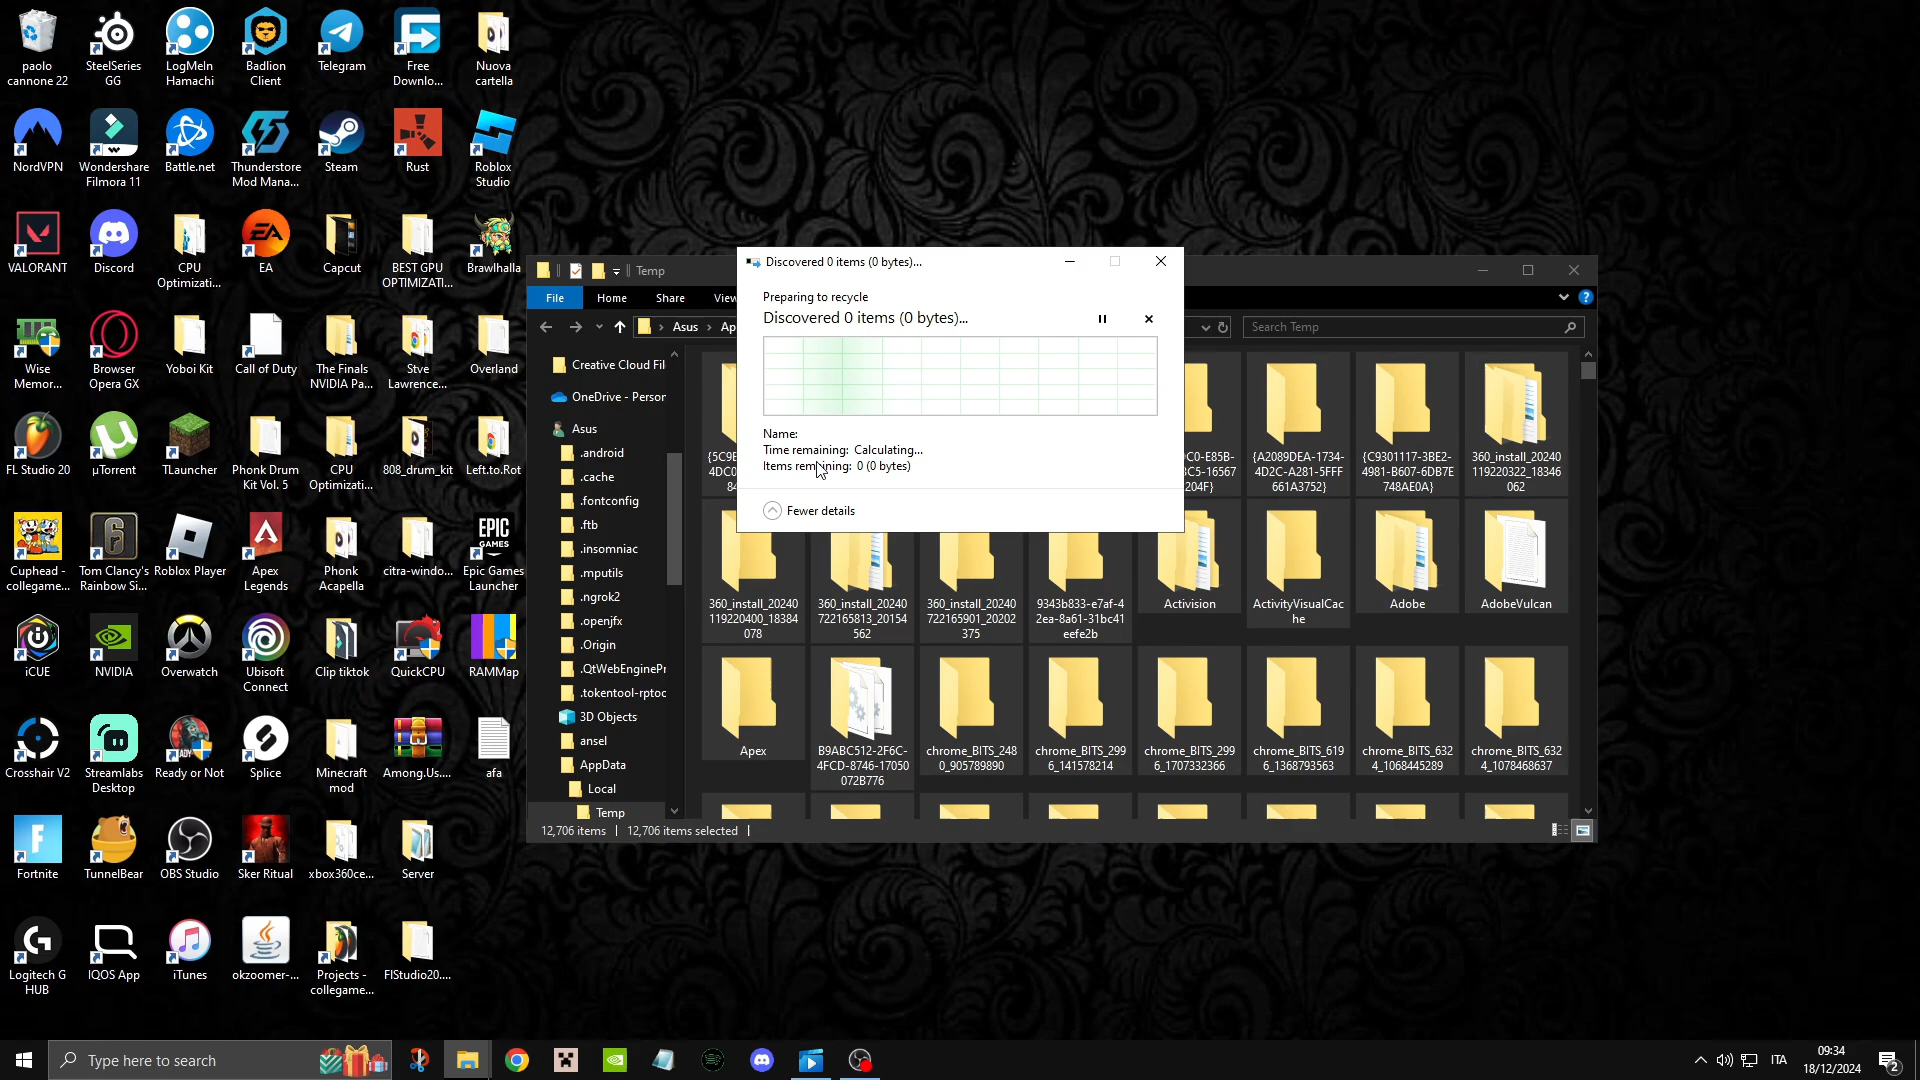 paolo
cannone 22
SteelSeries
GG
LogMeIn
Hamachi
Badlion
Client
Telegram
Free
Downlo...
Nuova
cartella
NordVPN
Wondershare
Filmora 11
Battle.net
Thunderstore
Mod Mana...
Steam
Rust
Roblox
Studio
VALORANT
Discord
CPU
Optimizati...
EA
Capcut
BEST GPU
OPTIMIZATI...
Brawlhalla
Wise
Memor...
Browser
Opera GX
Yoboi Kit
Call of Duty
The Finals
NVIDIA Pa...
Stve
Lawrence...
Overland
FL Studio 20
µTorrent
TLauncher
Phonk Drum
Kit Vol. 5
CPU
Optimizati...
808_drum_kit
Left.to.Rot
Cuphead -
collegame...
Tom Clancy's
Rainbow Si...
Roblox Player
Apex
Legends
Phonk
Acapella
citra-windo...
EPIC
GAMES
Epic Games
Launcher
iCUE
NVIDIA
Overwatch
Ubisoft
Connect
Clip tiktok
QuickCPU
RAMMap
Crosshair V2
Streamlabs
Desktop
Ready or Not
Splice
Minecraft
mod
Among.Us....
afa
Fortnite
TunnelBear
OBS Studio
Sker Ritual
xbox360ce...
Server
Logitech G
HUB
IQOS App
iTunes
okzoomer-...
Projects -
collegame...
FlStudio20....
Temp
File
Home
Share
View
Asus
Ap
Search Temp
Creative Cloud Fil
OneDrive - Person
Asus
.android
.cache
.fontconfig
.ftb
.insomniac
.mputils
.ngrok2
.openjfx
.Origin
.QtWebEnginePr
.tokentool-rptoc
3D Objects
ansel
AppData
Local
Temp
Discovered 0 items (0 bytes)...
Preparing to recycle
Discovered 0 items (0 bytes)...
Name:
Time remaining: Calculating...
Items remaining: 0 (0 bytes)
Fewer details
{5C9E
4DC0
C0-E85B-
3C5-16567
204F}
{A2089DEA-1734-
4D2C-A281-5FFF
661A3752}
{C9301117-3BE2-
4981-B607-6DB7E
748AE0A}
360_install_20240
119220322_18346
062
360_install_20240
119220400_18384
078
360_install_20240
722165813_20154
562
360_install_20240
722165901_20202
375
9343b833-e7af-4
2ea-8a61-31bc41
eefe2b
Activision
ActivityVisualCac
he
Adobe
AdobeVulcan
Apex
B9ABC512-2F6C-
4FCD-8746-17050
072B776
chrome_BITS_248
0_905789890
chrome_BITS_299
6_141578214
chrome_BITS_299
6_1707332366
chrome_BITS_619
6_1368793563
chrome_BITS_632
4_1068445289
chrome_BITS_632
4_1078468637
12,706 items
12,706 items selected
Type here to search
ITA
09:34
18/12/2024
2